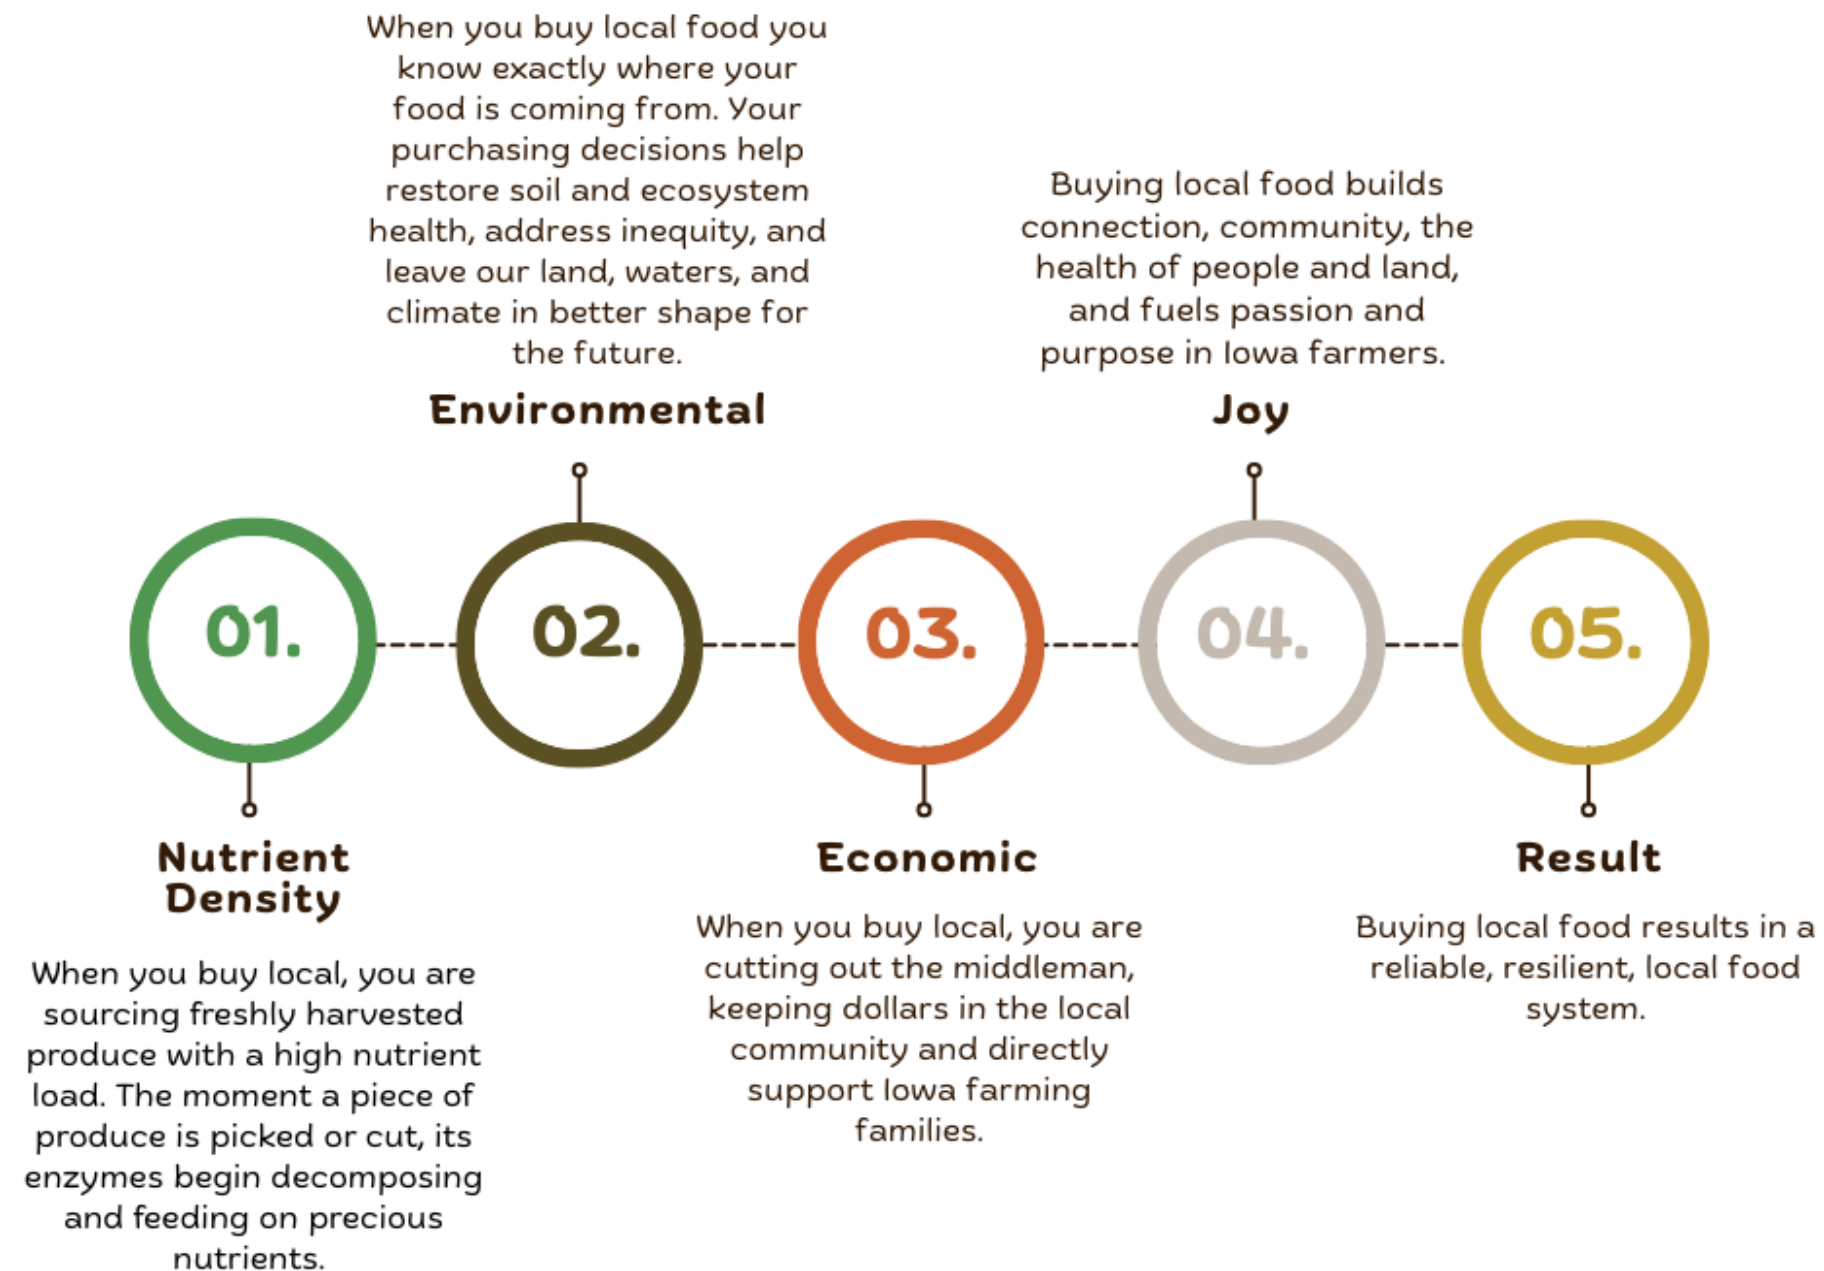 When you buy local food you
know exactly where your
food is coming from. Your
purchasing decisions help
restore soil and ecosystem
health, address inequity, and
leave our land, waters, and
climate in better shape for
the future.
Environmental
Buying local food builds
connection, community, the
health of people and land,
and fuels passion and
purpose in Iowa farmers.
Joy
01.
02.
03.
04.
05.
Nutrient
Density
When you buy local, you are
sourcing freshly harvested
produce with a high nutrient
load. The moment a piece of
produce is picked or cut, its
enzymes begin decomposing
and feeding on precious
nutrients.
Economic
When you buy local, you are
cutting out the middleman,
keeping dollars in the local
community and directly
support Iowa farming
families.
Result
Buying local food results in a
reliable, resilient, local food
system.